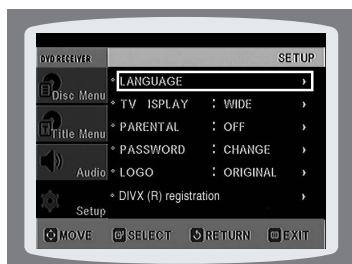 DVD RECEIVER SETUP
LANGUAGE
Disc Menu
TV ISPLAY : WIDE
Title Menu
PARENTAL : OFF
PASSWORD : CHANGE
Audio
LOGO : ORIGINAL
DIVX (R) registration
Setup
MOVE SELECT RETURN EXIT